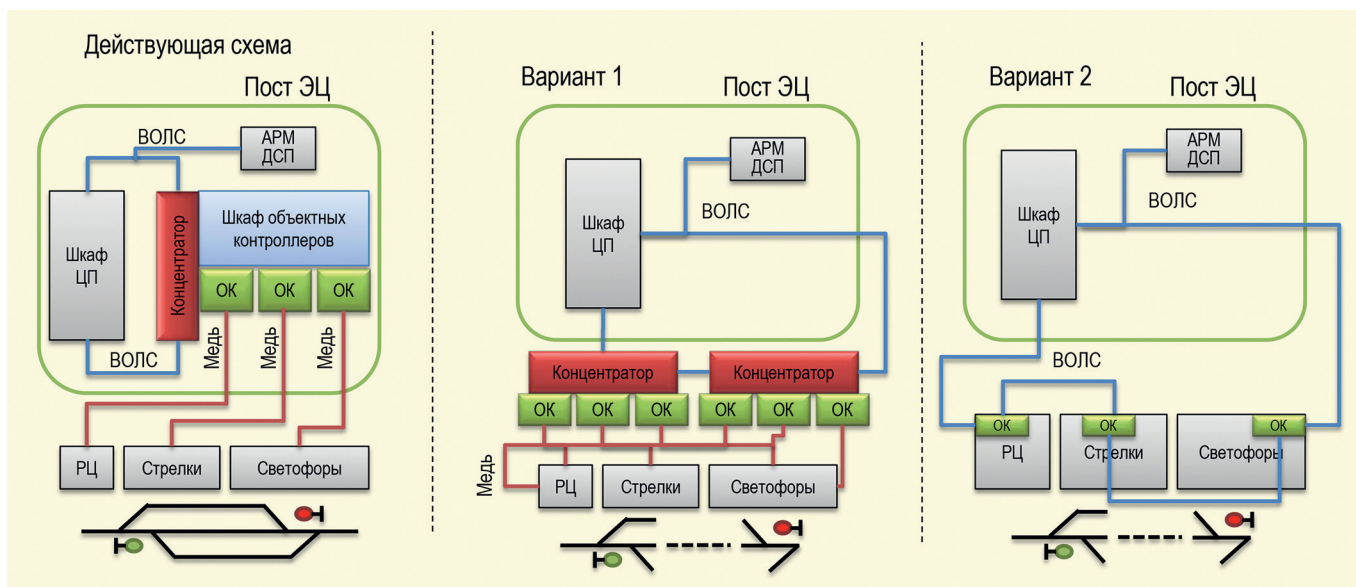 Действующая схема
Пост ЭЦ
ВОЛС
АРМ
ДСП
Шкаф
ЦП
Концентратор
Шкаф объектных
контроллеров
ОК
ОК
ОК
ВОЛС
Медь
Медь
Медь
РЦ
Стрелки
Светофоры
Вариант 1
Пост ЭЦ
АРМ
ДСП
Шкаф
ЦП
ВОЛС
Концентратор
Концентратор
ОК
ОК
ОК
ОК
ОК
ОК
Медь
РЦ
Стрелки
Светофоры
Вариант 2
Пост ЭЦ
АРМ
ДСП
Шкаф
ЦП
ВОЛС
ВОЛС
ОК
РЦ
ОК
Стрелки
ОК
Светофоры